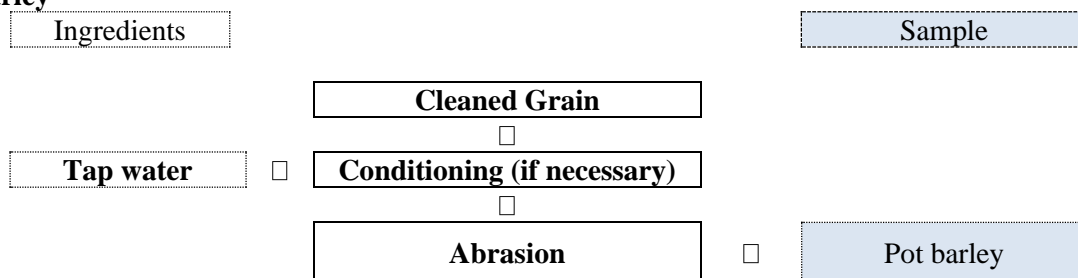 rley
Ingredients Sample
Cleaned Grain
Tap water Conditioning (if necessary)
Abrasion Pot barley